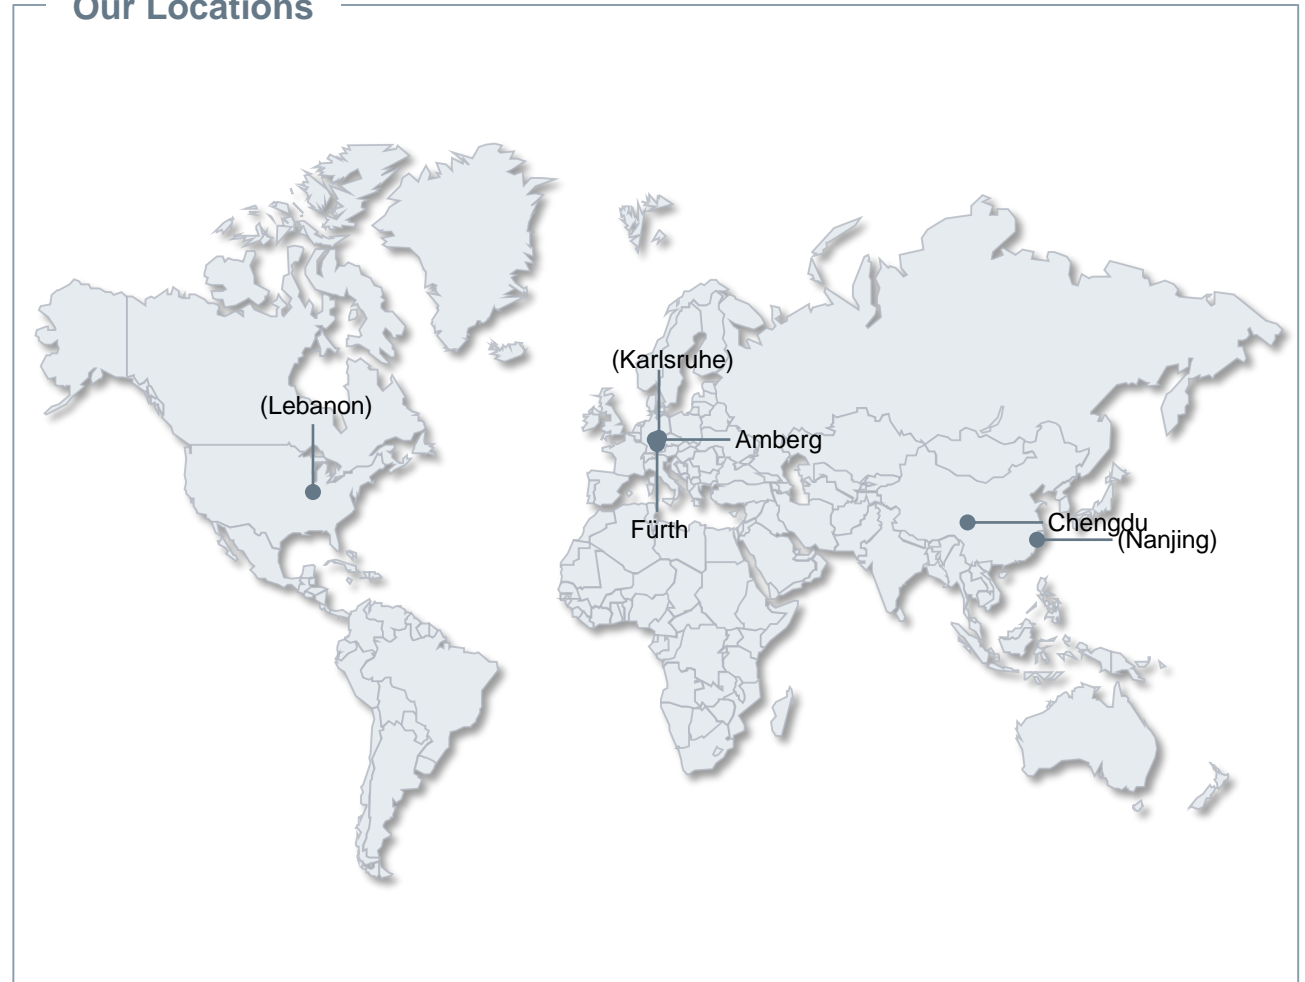 Our Locations
(Karlsruhe)
(Lebanon)
Amberg
Fürth
Chengdu
(Nanjing)